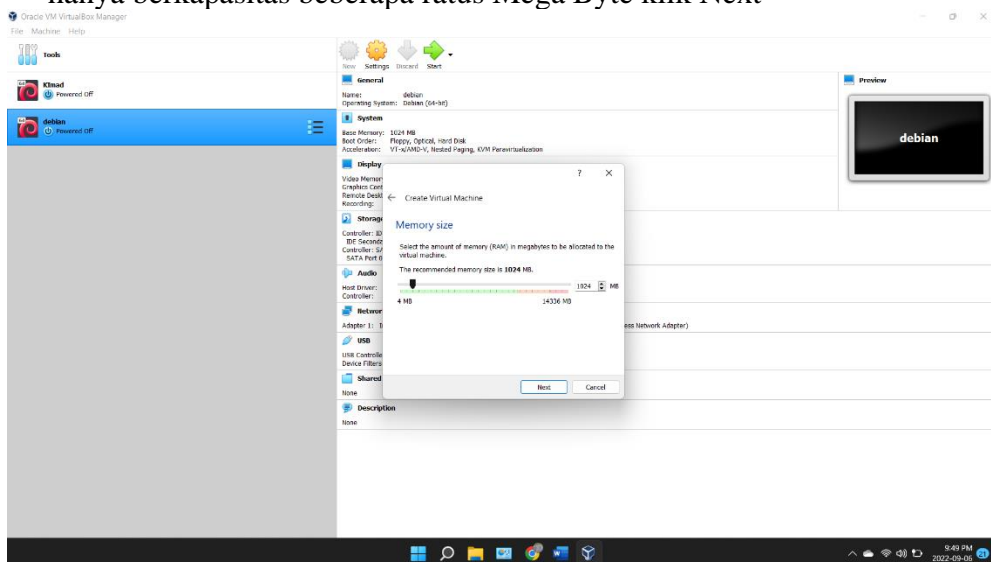 hanya berkapasitas beberapa ratus Mega Byte klik Next
Oracle VM VirtualBox Manager
File Machine Help
Tools
New Settings Discard Start
Kimad
Powered Off
debian
Powered Off
General
Name: debian
Operating System: Debian (64-bit)
System
Base Memory: 1024 MB
Boot Order: Floppy, Optical, Hard Disk
Acceleration: VT-x/AMD-V, Nested Paging, KVM Paravirtualization
Display
Video Memor
Graphics Cont
Remote Deskt
Recording:
Storage
Controller: ID
IDE Seconda
Controller: SA
SATA Port 0
Audio
Host Driver:
Controller:
Networ
Adapter 1:
ess Network Adapter)
USB
USB Controlle
Device Filters
Shared
None
Description
None
Preview
debian
? ×
← Create Virtual Machine
Memory size
Select the amount of memory (RAM) in megabytes to be allocated to the
virtual machine.
The recommended memory size is 1024 MB.
1024 MB
4 MB 14336 MB
Next Cancel
9:49 PM
2022-09-06
21